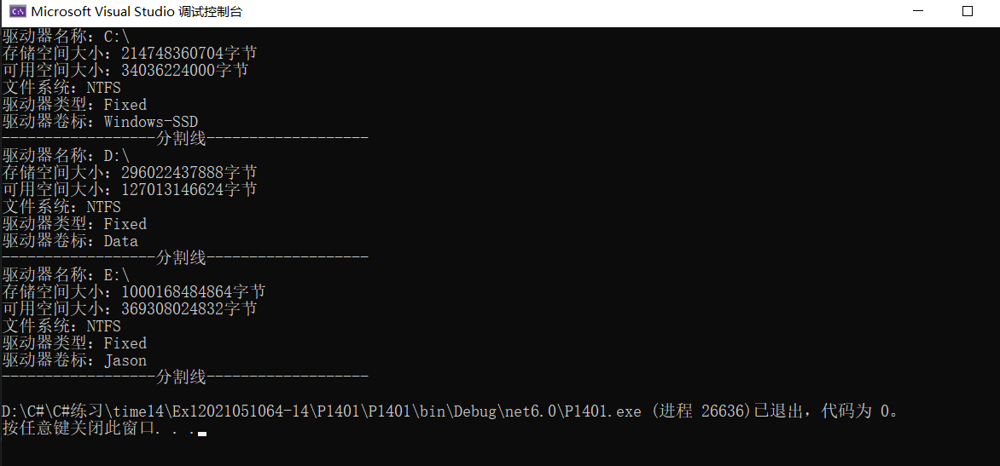 Microsoft Visual Studio 调试控制台
驱动器名称：C:\
存储空间大小：214748360704字节
可用空间大小：34036224000字节
文件系统：NTFS
驱动器类型：Fixed
驱动器卷标：Windows-SSD
------------------分割线-------------------
驱动器名称：D:\
存储空间大小：296022437888字节
可用空间大小：127013146624字节
文件系统：NTFS
驱动器类型：Fixed
驱动器卷标：Data
------------------分割线-------------------
驱动器名称：E:\
存储空间大小：1000168484864字节
可用空间大小：369308024832字节
文件系统：NTFS
驱动器类型：Fixed
驱动器卷标：Jason
------------------分割线-------------------
D:\C#\C#练习\time14\Ex12021051064-14\P1401\P1401\bin\Debug\net6.0\P1401.exe (进程 26636)已退出，代码为 0。
按任意键关闭此窗口. . .